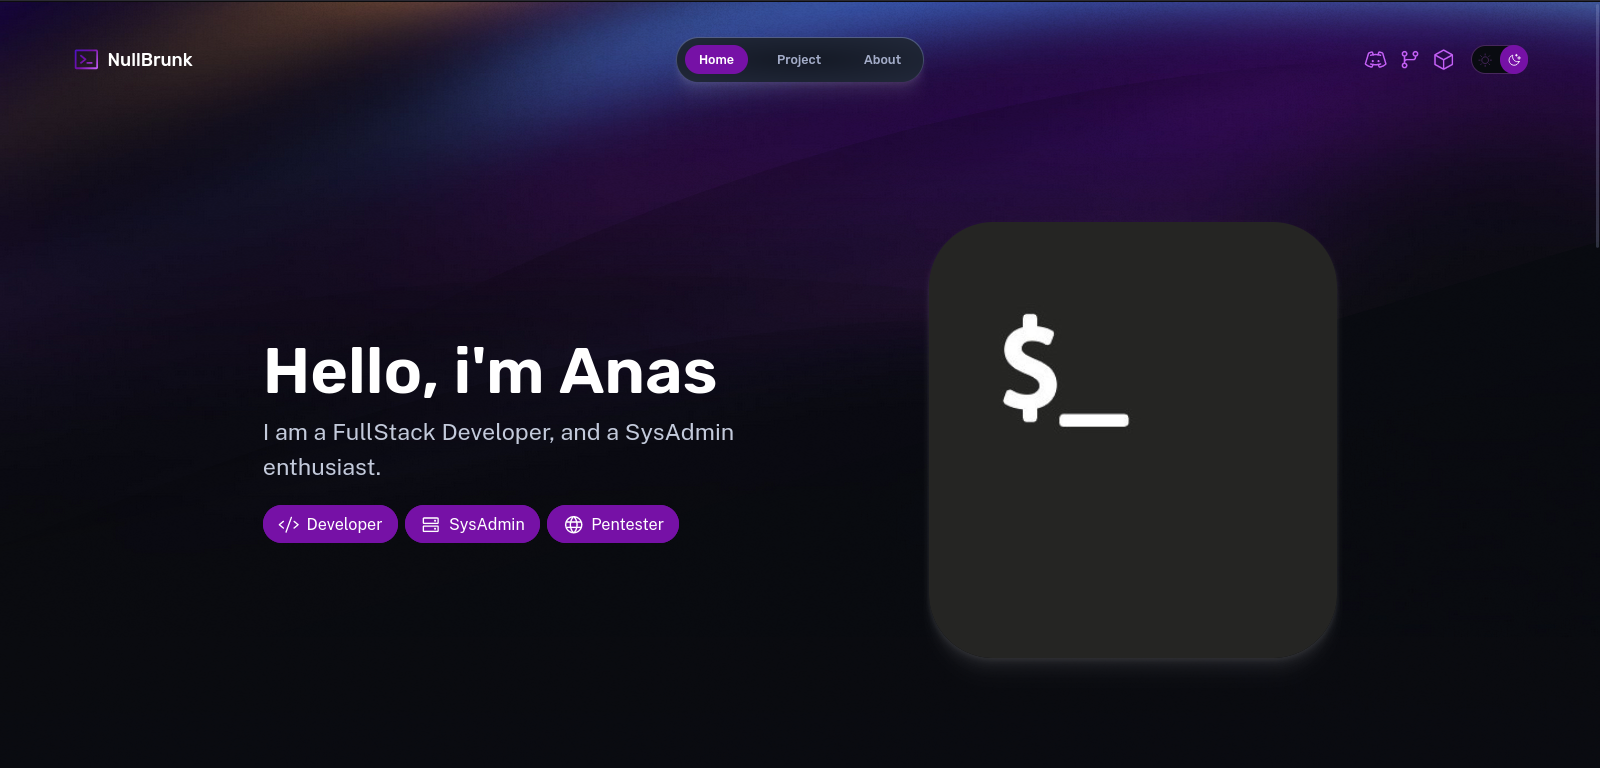 NullBrunk
Home
Project
About
Hello, i'm Anas
I am a FullStack Developer, and a SysAdmin
enthusiast.
</> Developer
SysAdmin
Pentester
$_